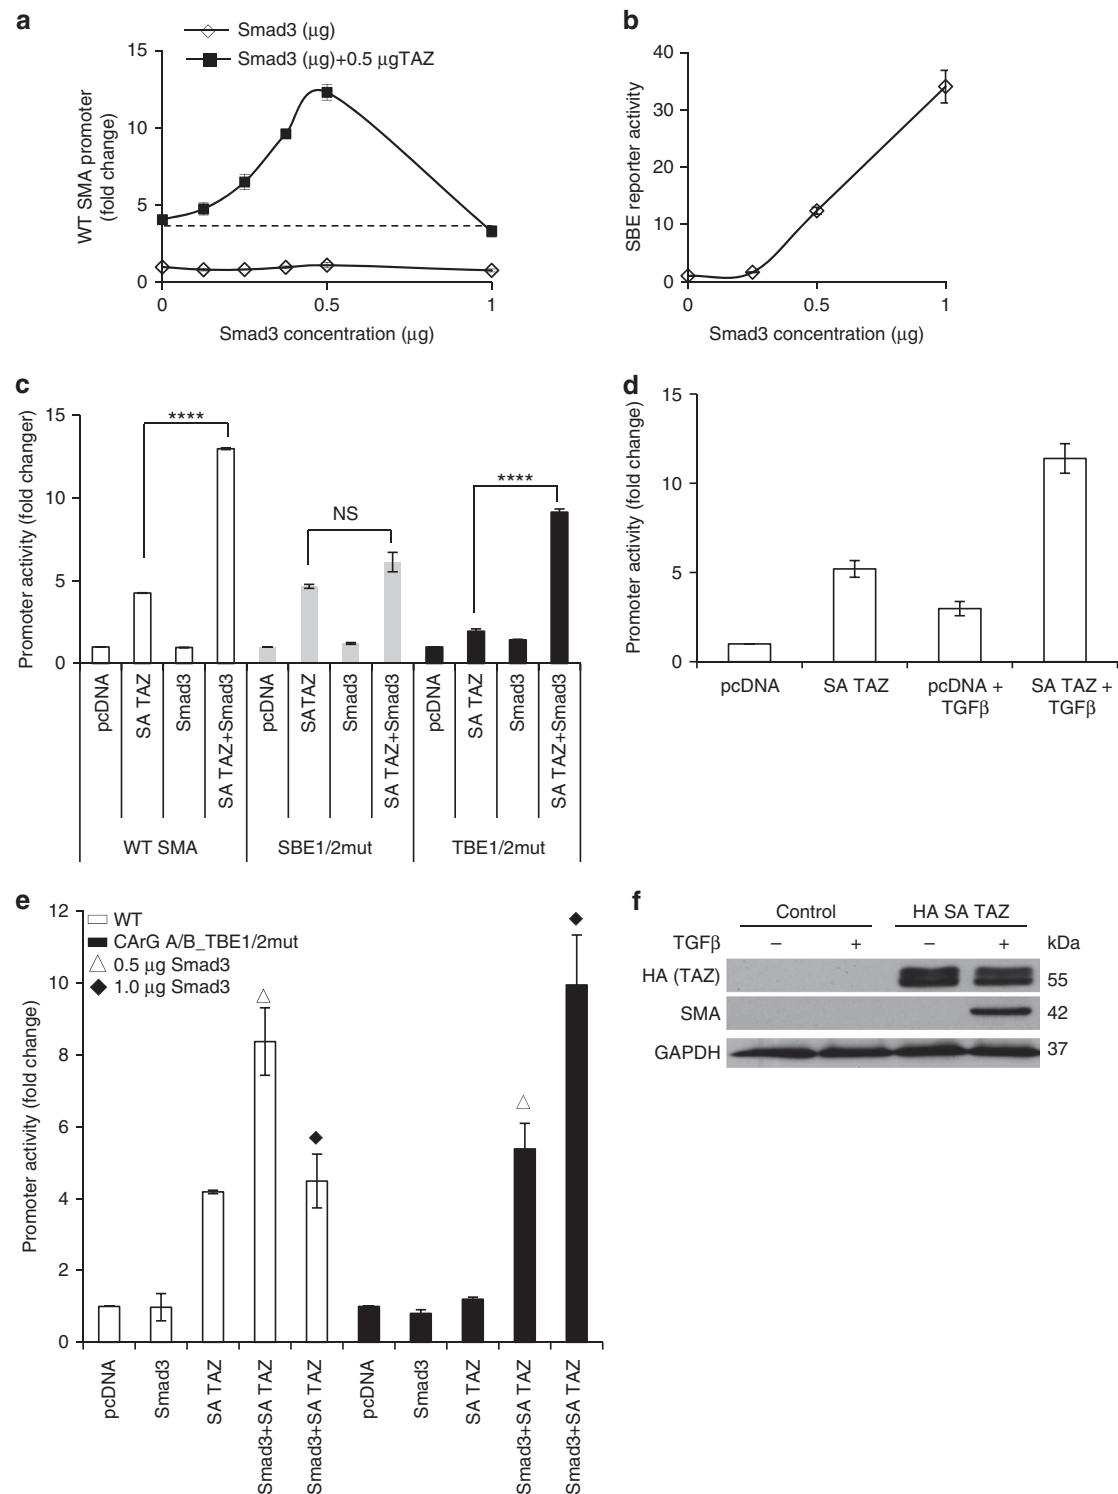 a
Smad3 (μg)
Smad3 (μg)+0.5 μgTAZ
WT SMA promoter
(fold change)
15
10
5
0
0
0.5
1
Smad3 concentration (μg)
b
SBE reporter activity
40
30
20
10
0
0
0.5
1
Smad3 concentration (μg)
c
Promoter activity (fold changer)
15
10
5
0
****
NS
****
pcDNA
SA TAZ
Smad3
SA TAZ+Smad3
pcDNA
SATAZ
Smad3
SA TAZ+Smad3
pcDNA
SA TAZ
Smad3
SA TAZ+Smad3
WT SMA
SBE1/2mut
TBE1/2mut
d
Promoter activity (fold change)
15
10
5
0
pcDNA
SA TAZ
pcDNA +
TGFβ
SA TAZ +
TGFβ
e
Promoter activity (fold change)
12
10
8
6
4
2
0
WT
CArG A/B_TBE1/2mut
0.5 μg Smad3
1.0 μg Smad3
pcDNA
Smad3
SA TAZ
Smad3+SA TAZ
Smad3+SA TAZ
pcDNA
Smad3
SA TAZ
Smad3+SA TAZ
Smad3+SA TAZ
f
Control HA SA TAZ
TGFβ – + – + kDa
HA (TAZ) 55
SMA 42
GAPDH 37